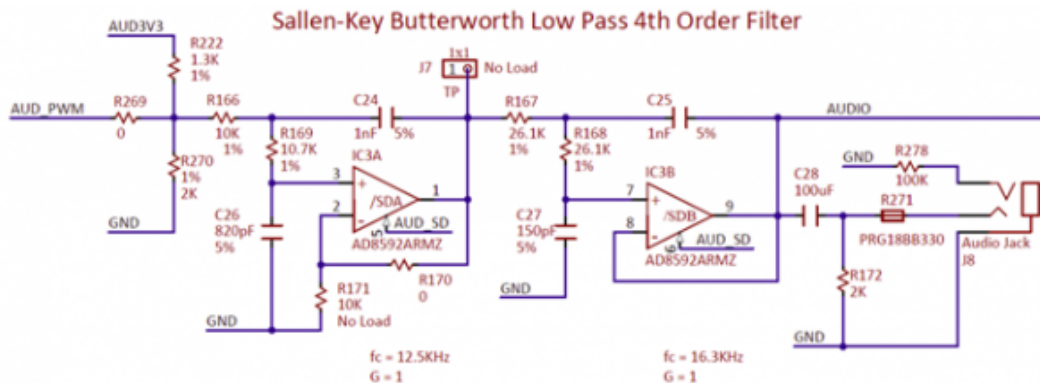 Sallen-Key Butterworth Low Pass 4th Order Filter
AUD3V3
R222
1.3K
1%
AUD_PWM
R269
0
R166
10K
1%
R270
1%
2K
GND
R169
10.7K
1%
C24
1nF
5%
1x1
J7
1
No Load
TP
IC3A
3
+
2
-
1
/SDA
5
AUD_SD
AD8592ARMZ
C26
820pF
5%
R170
0
R171
10K
No Load
GND
R167
26.1K
1%
R168
26.1K
1%
C25
1nF
5%
AUDIO
IC3B
7
+
8
-
9
/SDB
6
AUD_SD
AD8592ARMZ
C27
150pF
5%
GND
C28
100uF
GND
R278
100K
R271
PRG18BB330
Audio Jack
J8
R172
2K
GND
fc = 12.5KHz
G = 1
fc = 16.3KHz
G = 1